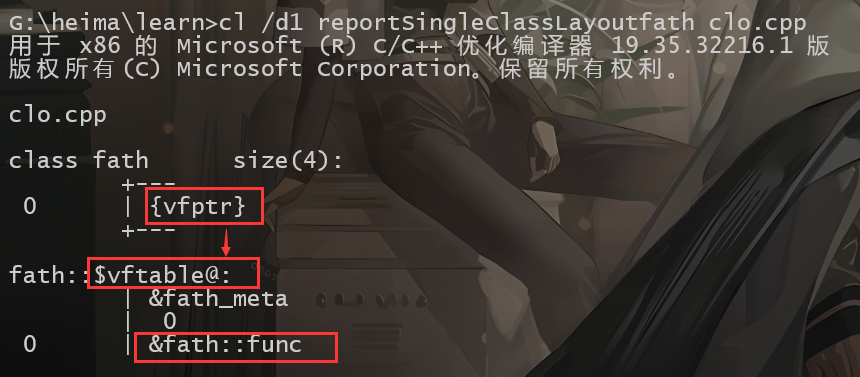 G:\heima\learn>cl /d1 reportSingleClassLayoutfath clo.cpp
用于 x86 的 Microsoft (R) C/C++ 优化编译器 19.35.32216.1 版
版权所有(C) Microsoft Corporation。保留所有权利。
clo.cpp
class fath      size(4):
        +---
 0      | {vfptr}
        +---
fath::$vftable@:
        | &fath_meta
        |  0
 0      | &fath::func